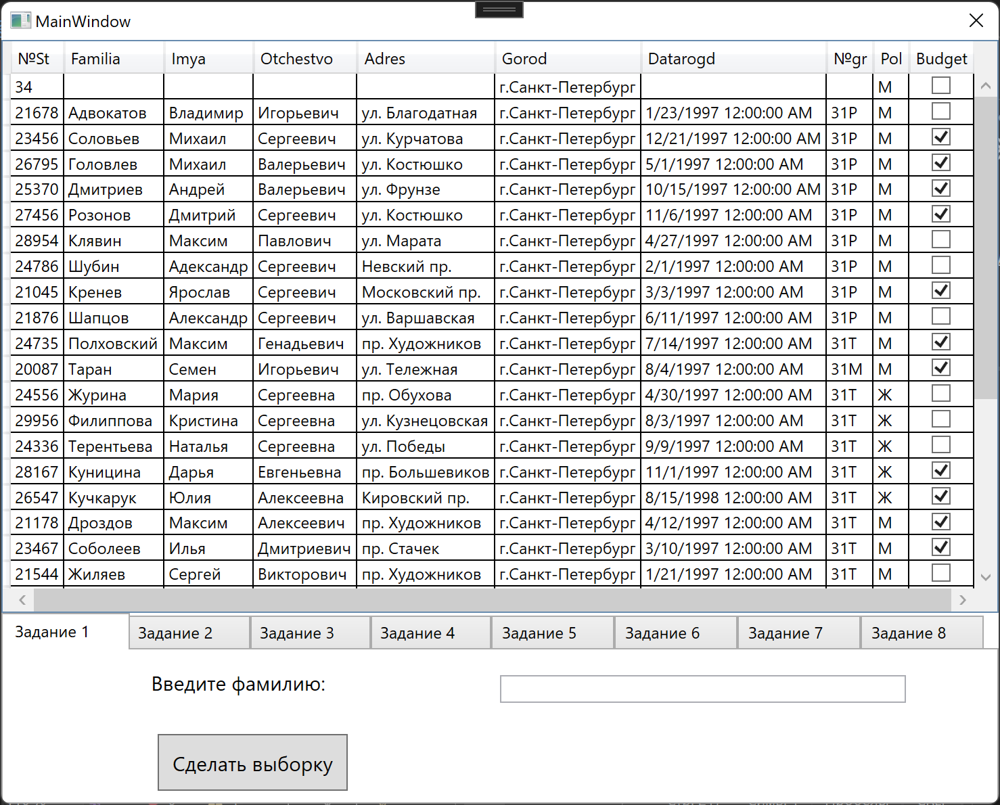 MainWindow
№St Familia Imya Otchestvo Adres Gorod Datarogd №gr Pol Budget
34 г.Санкт-Петербург М
21678 Адвокатов Владимир Игорьевич ул. Благодатная г.Санкт-Петербург 1/23/1997 12:00:00 AM 31Р М
23456 Соловьев Михаил Сергеевич ул. Курчатова г.Санкт-Петербург 12/21/1997 12:00:00 AM 31Р М
26795 Головлев Михаил Валерьевич ул. Костюшко г.Санкт-Петербург 5/1/1997 12:00:00 AM 31Р М
25370 Дмитриев Андрей Валерьевич ул. Фрунзе г.Санкт-Петербург 10/15/1997 12:00:00 AM 31Р М
27456 Розонов Дмитрий Сергеевич ул. Костюшко г.Санкт-Петербург 11/6/1997 12:00:00 AM 31Р М
28954 Клявин Максим Павлович ул. Марата г.Санкт-Петербург 4/27/1997 12:00:00 AM 31Р М
24786 Шубин Адександр Сергеевич Невский пр. г.Санкт-Петербург 2/1/1997 12:00:00 AM 31Р М
21045 Кренев Ярослав Сергеевич Московский пр. г.Санкт-Петербург 3/3/1997 12:00:00 AM 31Р М
21876 Шапцов Александр Сергеевич ул. Варшавская г.Санкт-Петербург 6/11/1997 12:00:00 AM 31Р М
24735 Полховский Максим Генадьевич пр. Художников г.Санкт-Петербург 7/14/1997 12:00:00 AM 31Т М
20087 Таран Семен Игорьевич ул. Тележная г.Санкт-Петербург 8/4/1997 12:00:00 AM 31М М
24556 Журина Мария Сергеевна пр. Обухова г.Санкт-Петербург 4/30/1997 12:00:00 AM 31Т Ж
29956 Филиппова Кристина Сергеевна ул. Кузнецовская г.Санкт-Петербург 8/3/1997 12:00:00 AM 31Т Ж
24336 Терентьева Наталья Сергеевна ул. Победы г.Санкт-Петербург 9/9/1997 12:00:00 AM 31Т Ж
28167 Куницина Дарья Евгеньевна пр. Большевиков г.Санкт-Петербург 11/1/1997 12:00:00 AM 31Т Ж
26547 Кучкарук Юлия Алексеевна Кировский пр. г.Санкт-Петербург 8/15/1998 12:00:00 AM 31Т Ж
21178 Дроздов Максим Алексеевич пр. Художников г.Санкт-Петербург 4/12/1997 12:00:00 AM 31Т М
23467 Соболеев Илья Дмитриевич пр. Стачек г.Санкт-Петербург 3/10/1997 12:00:00 AM 31Т М
21544 Жиляев Сергей Викторович пр. Художников г.Санкт-Петербург 1/21/1997 12:00:00 AM 31Т М
Задание 1 Задание 2 Задание 3 Задание 4 Задание 5 Задание 6 Задание 7 Задание 8
Введите фамилию:
Сделать выборку